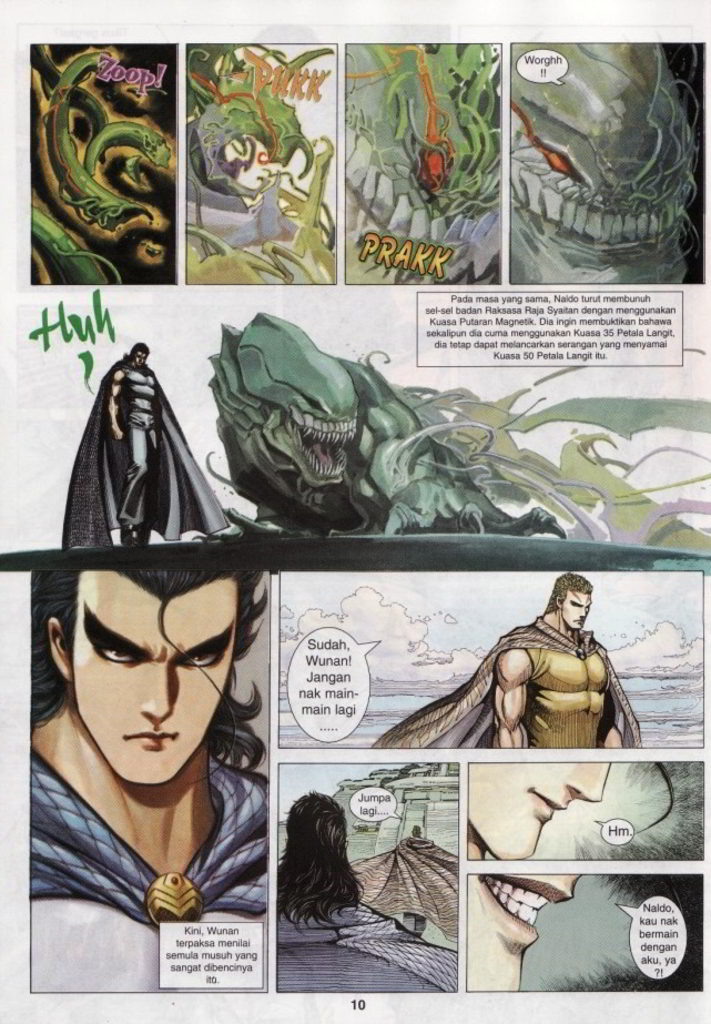 Zoop!
PUKK
PRAKK
Worghh
!!
Pada masa yang sama, Naldo turut membunuh
sel-sel badan Raksasa Raja Syaitan dengan menggunakan
Kuasa Putaran Magnetik. Dia ingin membuktikan bahawa
sekalipun dia cuma menggunakan Kuasa 35 Petala Langit,
dia tetap dapat melancarkan serangan yang menyamai
Kuasa 50 Petala Langit itu.
Huh
Sudah,
Wunan!
Jangan
nak main-
main lagi
.....
Kini, Wunan
terpaksa menilai
semula musuh yang
sangat dibencinya
itu.
Jumpa
lagi....
Hm.
Naldo,
kau nak
bermain
dengan
aku, ya
?!
10